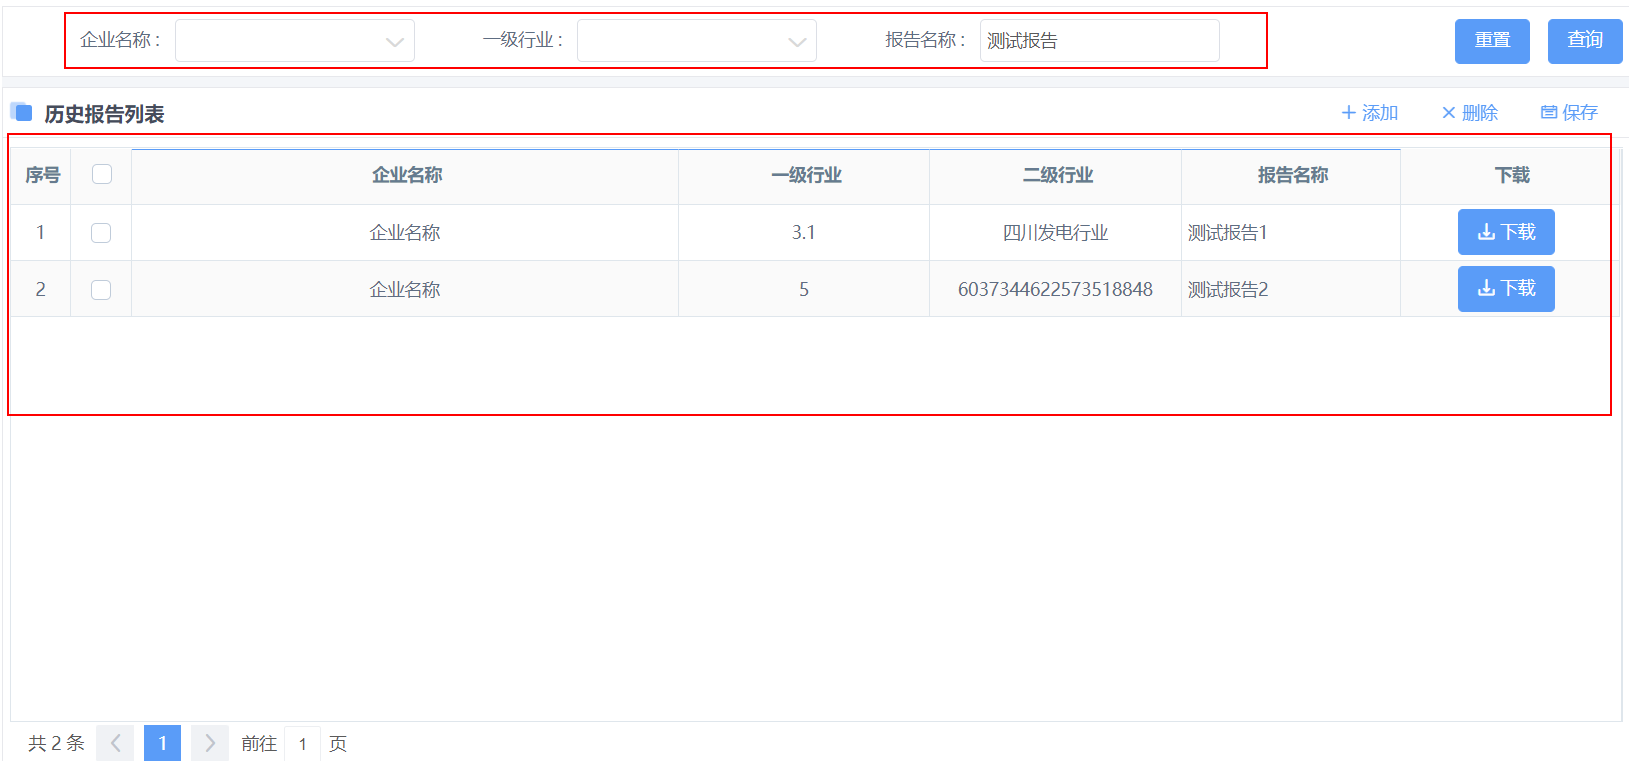 企业名称： 一级行业： 报告名称： 测试报告 重置 查询
历史报告列表 添加 删除 保存
序号 企业名称 一级行业 二级行业 报告名称 下载
1 企业名称 3.1 四川发电行业 测试报告1 下载
2 企业名称 5 6037344622573518848 测试报告2 下载
共 2 条 1 前往 1 页